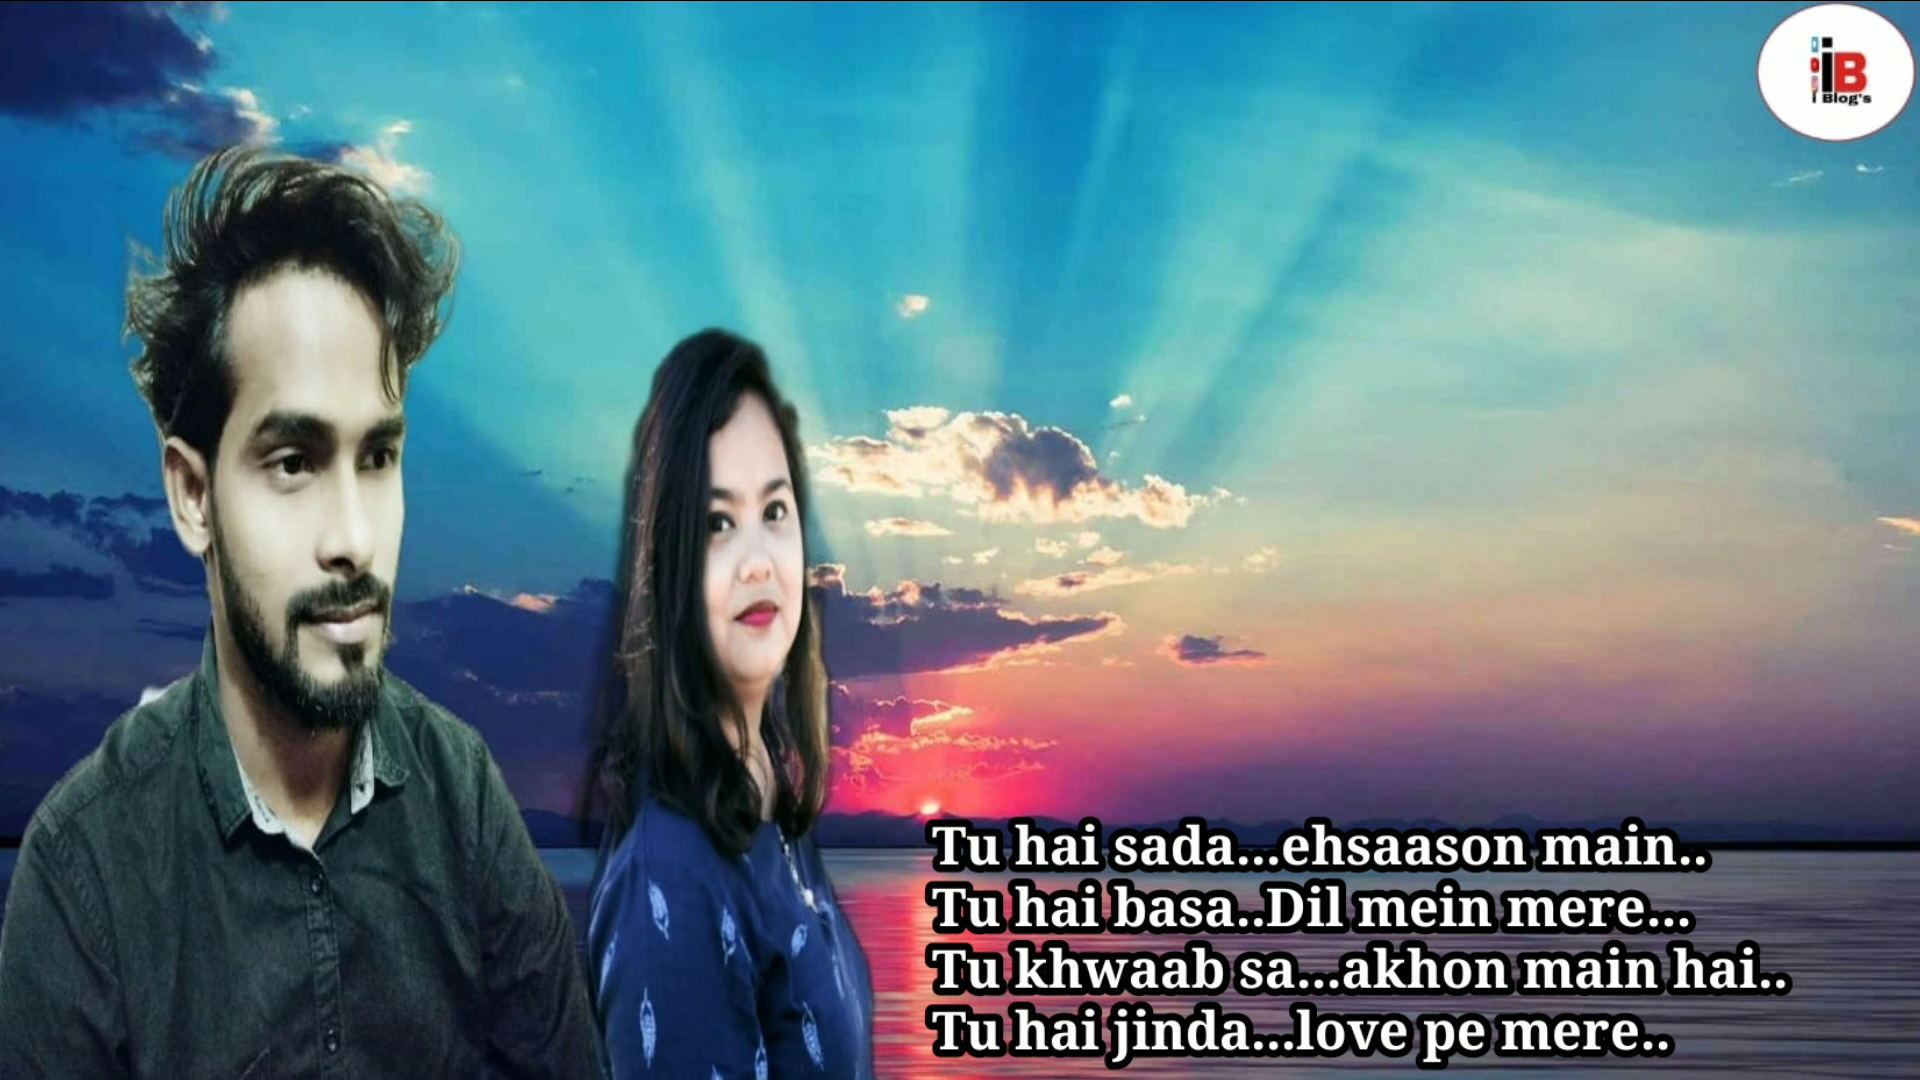 iB
i Blog's
Tu hai sada...ehsaason main..
Tu hai basa..Dil mein mere...
Tu khwaab sa...akhon main hai..
Tu hai jinda...love pe mere..